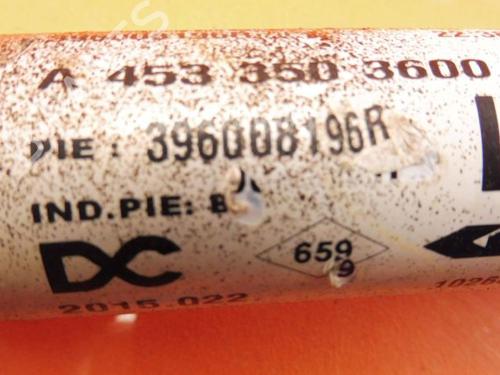 A 453 350 3600
PIE : 396008196R
IND.PIE: B
DC
659
9
2015 022